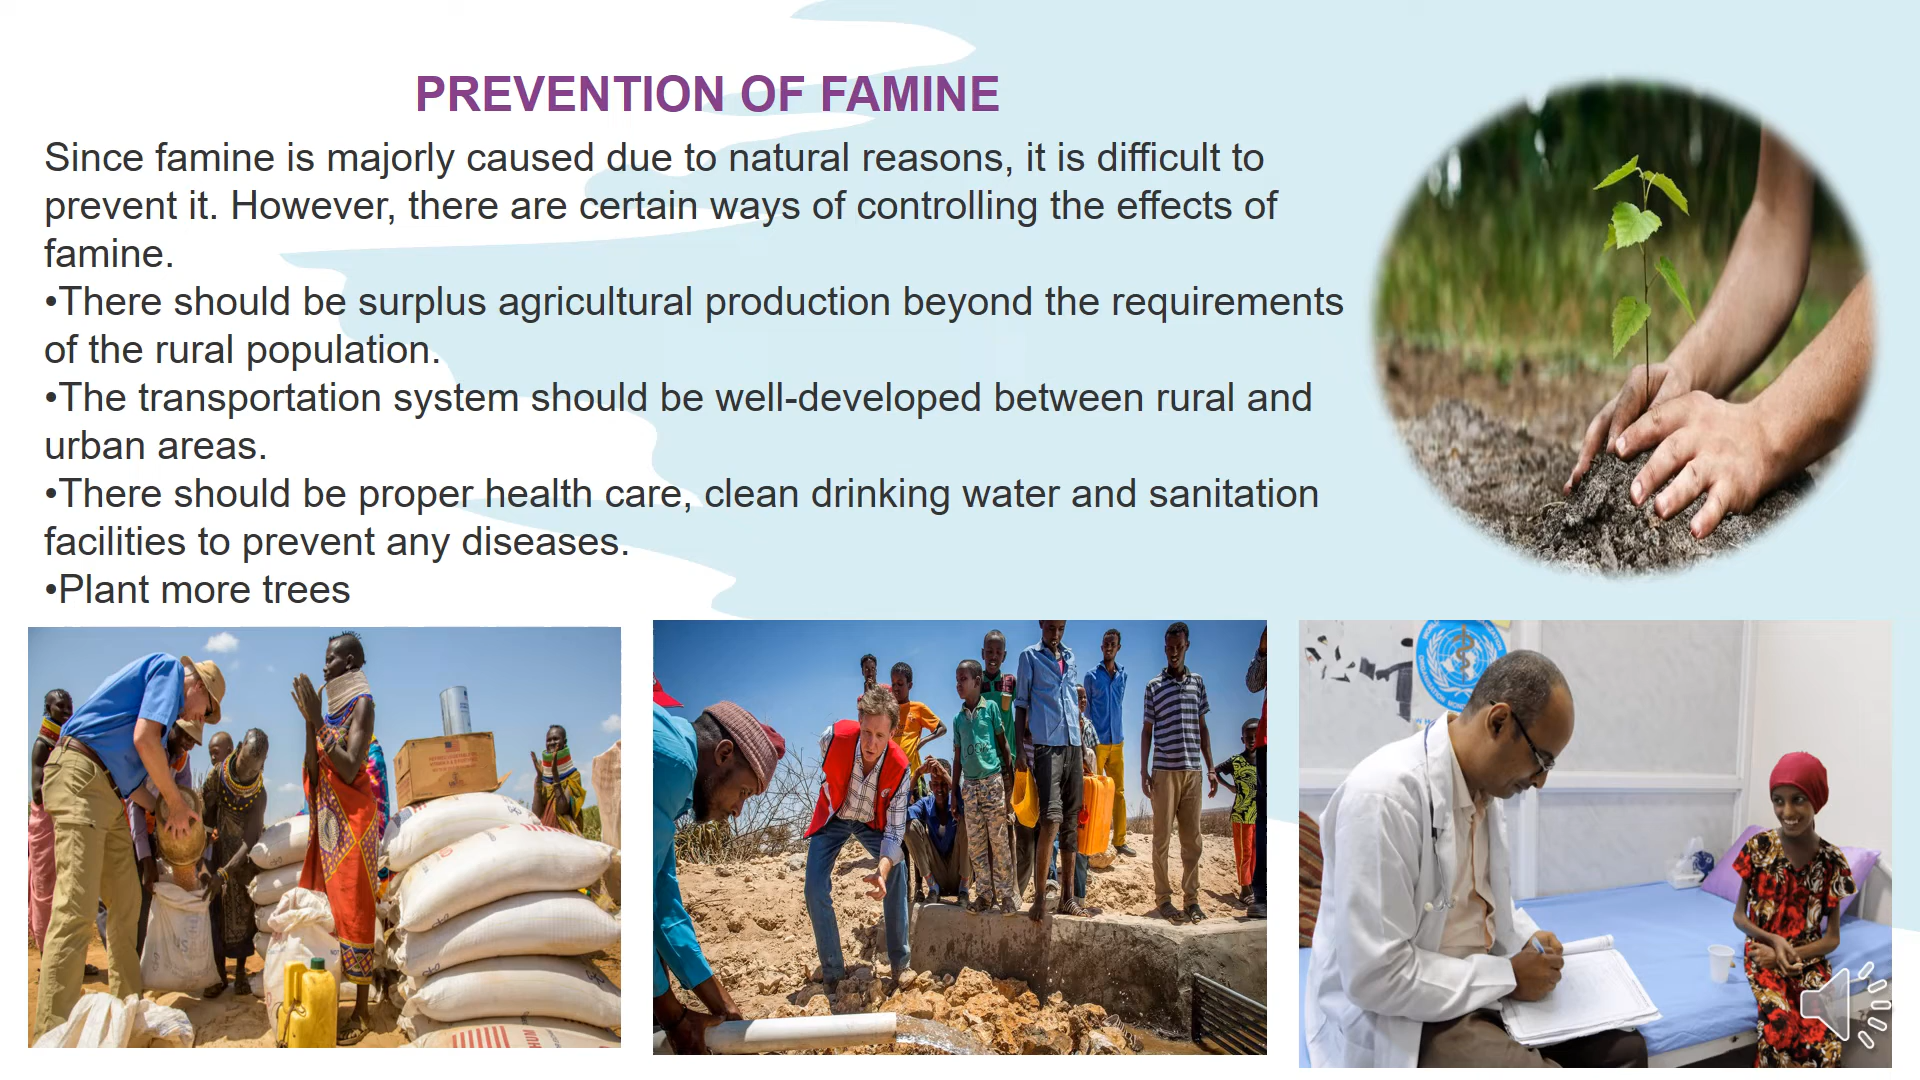 PREVENTION OF FAMINE
Since famine is majorly caused due to natural reasons, it is difficult to
prevent it. However, there are certain ways of controlling the effects of
famine.
•There should be surplus agricultural production beyond the requirements
of the rural population.
•The transportation system should be well-developed between rural and
urban areas.
•There should be proper health care, clean drinking water and sanitation
facilities to prevent any diseases.
•Plant more trees